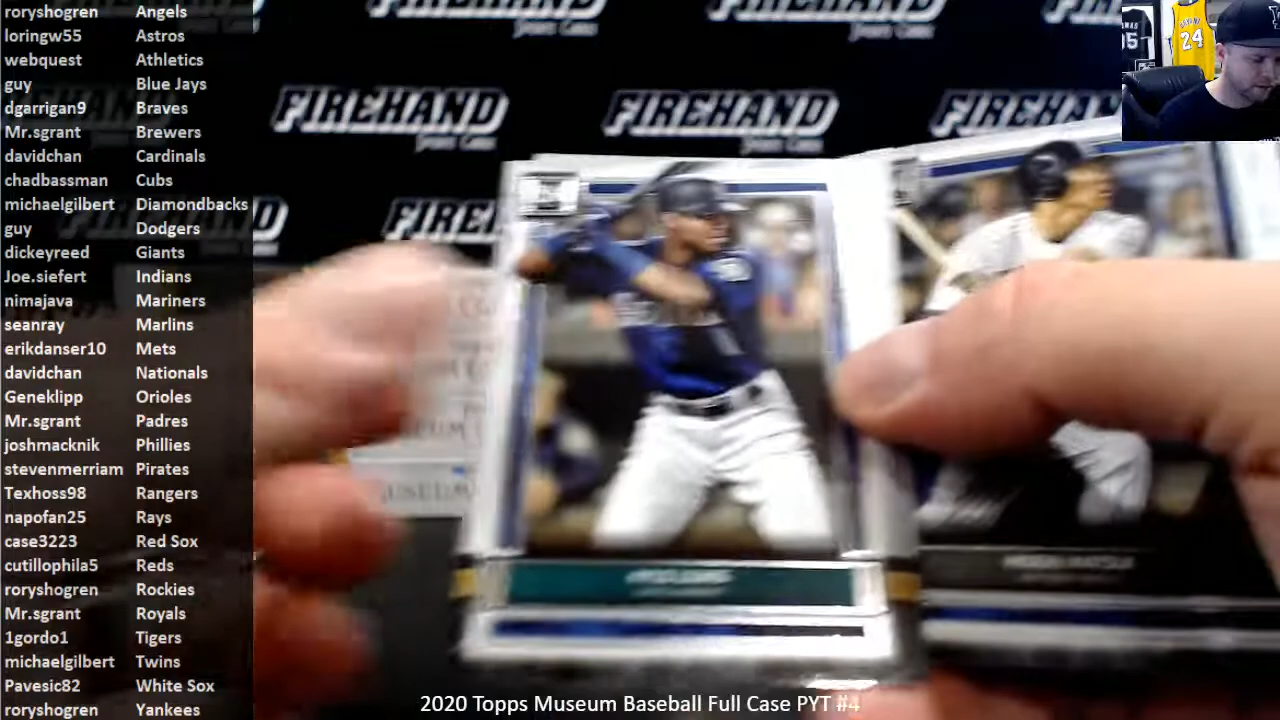 roryshogren Angels
loringw55 Astros
webquest Athletics
guy Blue Jays
dgarrigan9 Braves
Mr.sgrant Brewers
davidchan Cardinals
chadbassman Cubs
michaelgilbert Diamondbacks
guy Dodgers
dickeyreed Giants
Joe.siefert Indians
nimajava Mariners
seanray Marlins
erikdanser10 Mets
davidchan Nationals
Geneklipp Orioles
Mr.sgrant Padres
joshmacknik Phillies
stevenmerriam Pirates
Texhoss98 Rangers
napofan25 Rays
case3223 Red Sox
cutillophila5 Reds
roryshogren Rockies
Mr.sgrant Royals
1gordo1 Tigers
michaelgilbert Twins
Pavesic82 White Sox
roryshogren Yankees
FIREHAND
FIREHAND
FIREHAND
FIREHAND
FIREHAND
24
2020 Topps Museum Baseball Full Case PYT #4